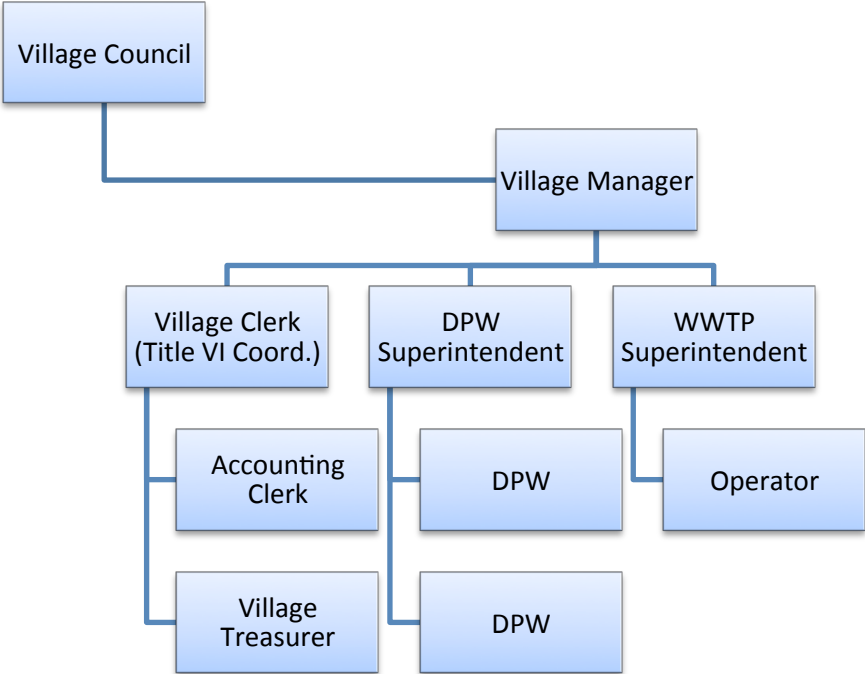 Village Council
Village Manager
Village Clerk
(Title VI Coord.)
DPW
Superintendent
WWTP
Superintendent
Accounting
Clerk
DPW
Operator
Village
Treasurer
DPW